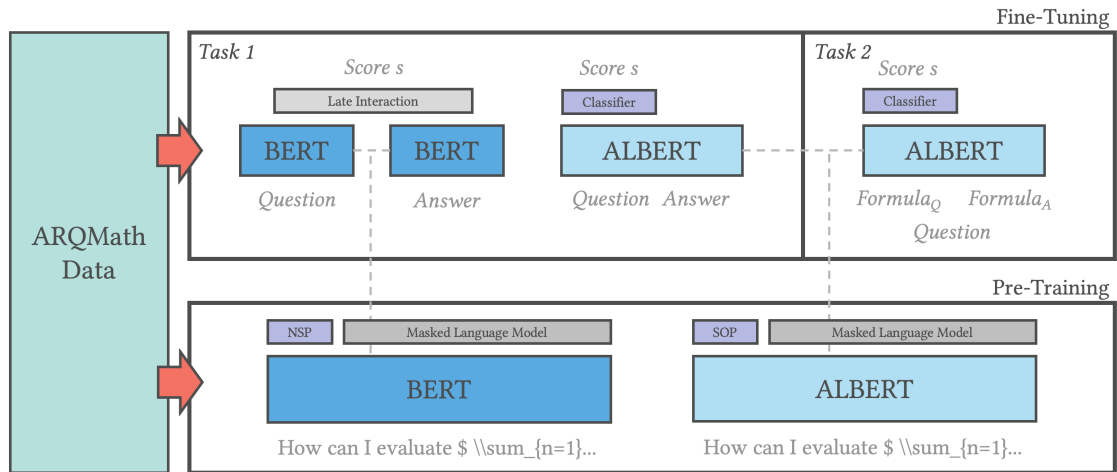 Fine-Tuning
ARQMath
Data
Task 1
Score s
Late Interaction
BERT
BERT
Question
Answer
Score s
Classifier
ALBERT
Question Answer
Task 2
Score s
Classifier
ALBERT
Formula_Q Formula_A
Question
Pre-Training
NSP
Masked Language Model
BERT
How can I evaluate $ \\sum_{n=1}...
SOP
Masked Language Model
ALBERT
How can I evaluate $ \\sum_{n=1}...